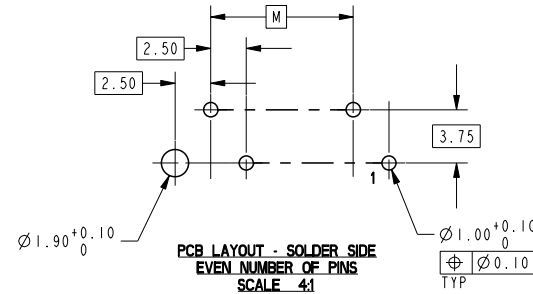 M
2.50
2.50
3.75
1
Ø1.90 +0.10 0
Ø1.00 +0.10 0
⌖ Ø0.10
TYP
PCB LAYOUT - SOLDER SIDE
EVEN NUMBER OF PINS
SCALE 4:1